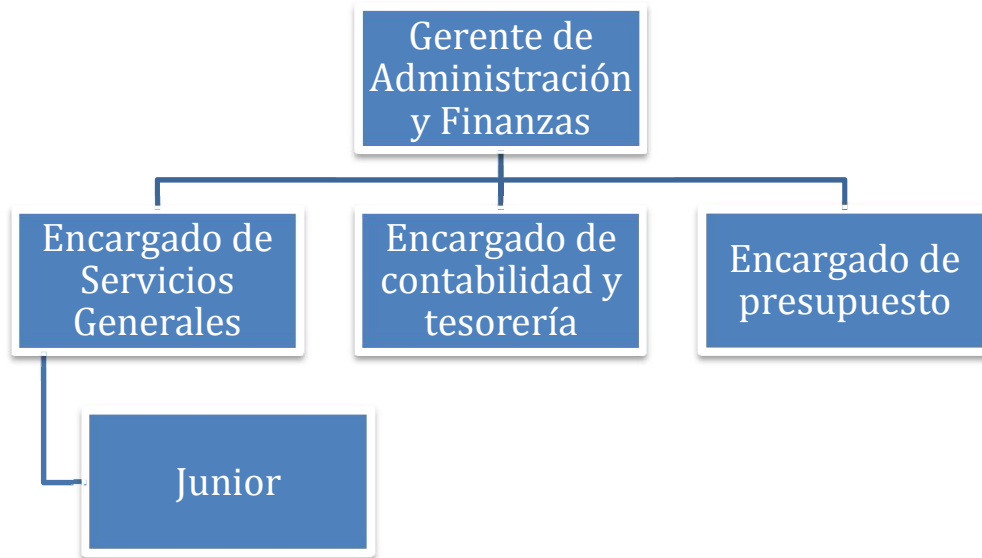 Gerente de
Administración
y Finanzas
Encargado de
Servicios
Generales
Encargado de
contabilidad y
tesorería
Encargado de
presupuesto
Junior